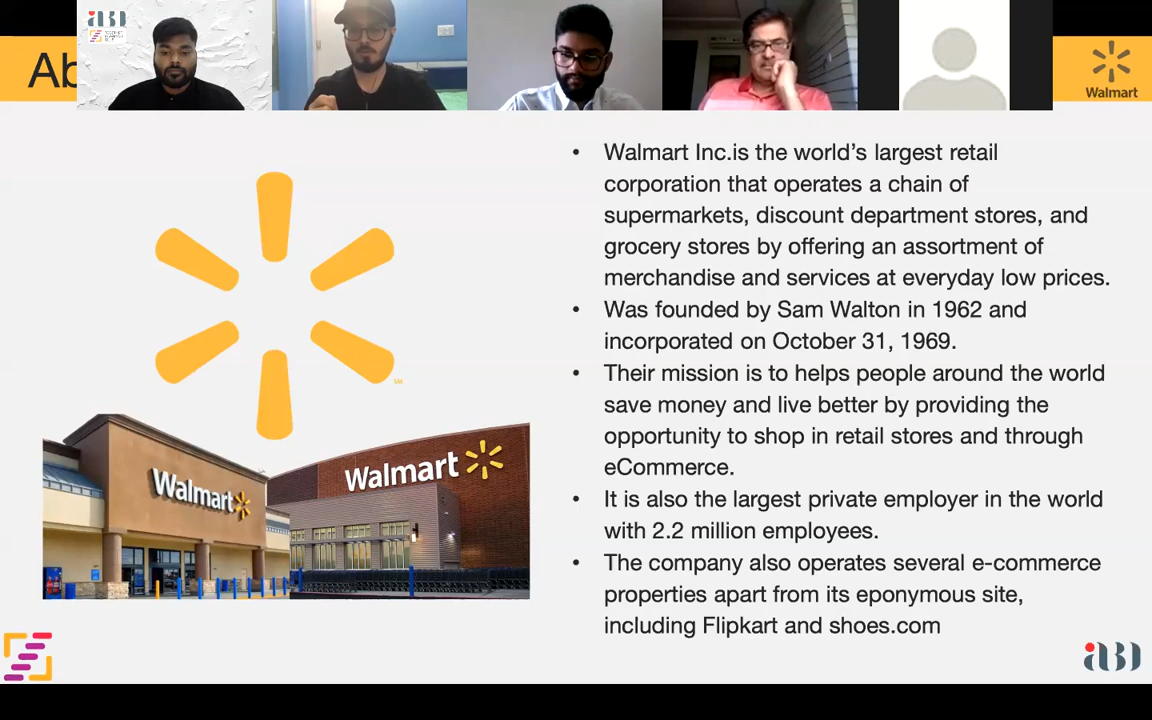 Ab
Walmart
• Walmart Inc.is the world’s largest retail
corporation that operates a chain of
supermarkets, discount department stores, and
grocery stores by offering an assortment of
merchandise and services at everyday low prices.
• Was founded by Sam Walton in 1962 and
incorporated on October 31, 1969.
• Their mission is to helps people around the world
save money and live better by providing the
opportunity to shop in retail stores and through
eCommerce.
• It is also the largest private employer in the world
with 2.2 million employees.
• The company also operates several e-commerce
properties apart from its eponymous site,
including Flipkart and shoes.com
Walmart
Walmart